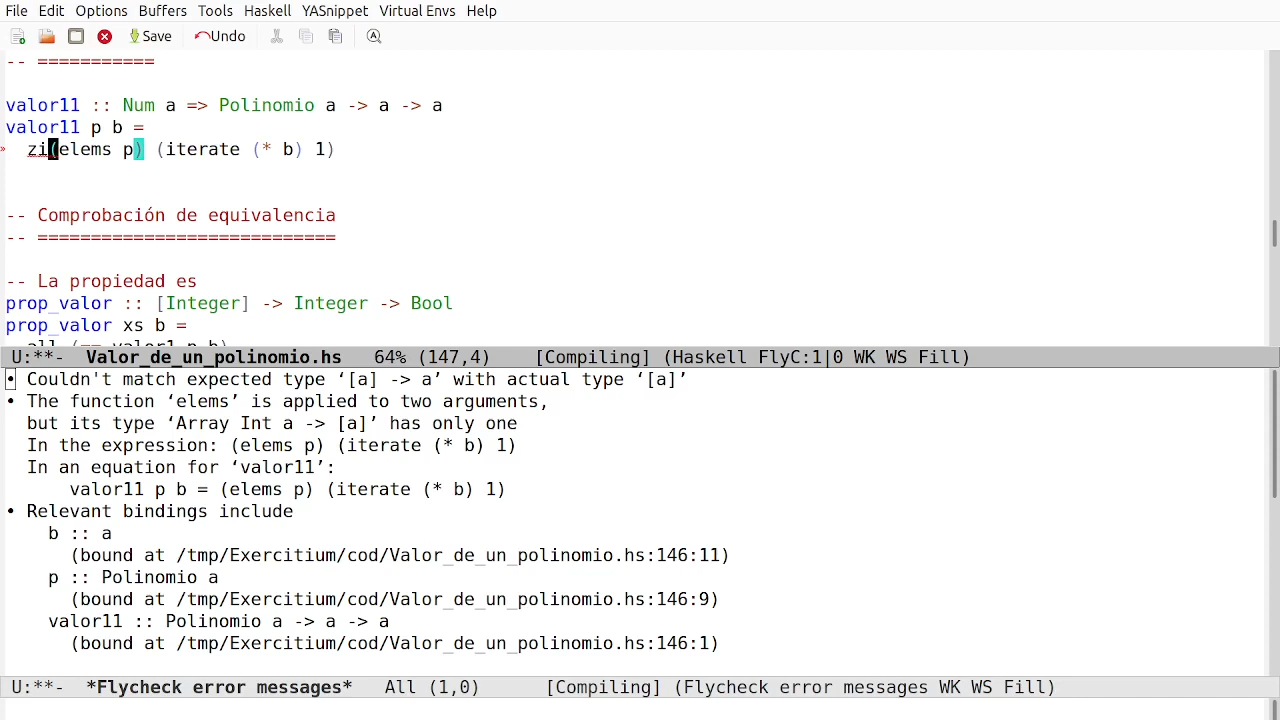 File Edit Options Buffers Tools Haskell YASnippet Virtual Envs Help
Save Undo
-- ===========
valor11 :: Num a => Polinomio a -> a -> a
valor11 p b =
» zi(elems p) (iterate (* b) 1)
-- Comprobación de equivalencia
-- ============================
-- La propiedad es
prop_valor :: [Integer] -> Integer -> Bool
prop_valor xs b =
all (== valor1 p b)
U:**-  Valor_de_un_polinomio.hs   64% (147,4)     [Compiling] (Haskell FlyC:1|0 WK WS Fill)
• Couldn't match expected type ‘[a] -> a’ with actual type ‘[a]’
• The function ‘elems’ is applied to two arguments,
but its type ‘Array Int a -> [a]’ has only one
In the expression: (elems p) (iterate (* b) 1)
In an equation for ‘valor11’:
valor11 p b = (elems p) (iterate (* b) 1)
• Relevant bindings include
b :: a
(bound at /tmp/Exercitium/cod/Valor_de_un_polinomio.hs:146:11)
p :: Polinomio a
(bound at /tmp/Exercitium/cod/Valor_de_un_polinomio.hs:146:9)
valor11 :: Polinomio a -> a -> a
(bound at /tmp/Exercitium/cod/Valor_de_un_polinomio.hs:146:1)
U:**-  *Flycheck error messages*   All (1,0)      [Compiling] (Flycheck error messages WK WS Fill)